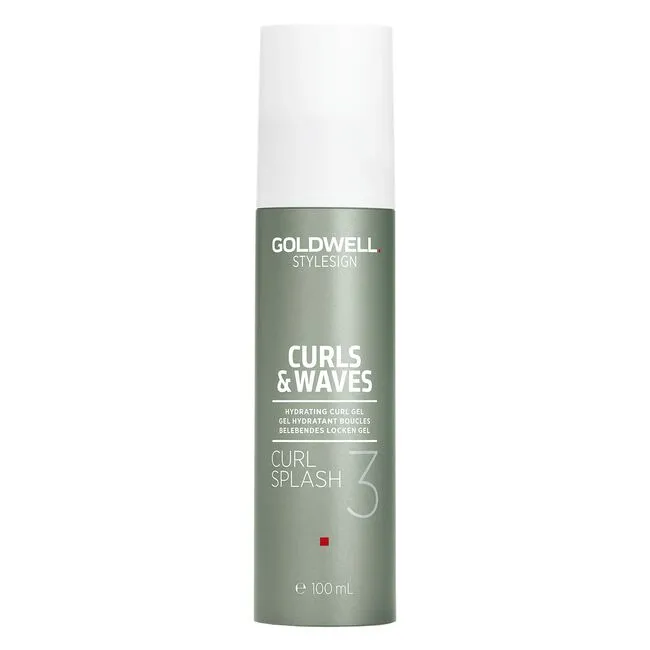 GOLDWELL.
STYLESIGN
CURLS
& WAVES
HYDRATING CURL GEL
GEL HYDRATANT BOUCLES
BELEBENDES LOCKEN GEL
CURL
SPLASH 3
℮ 100 mL